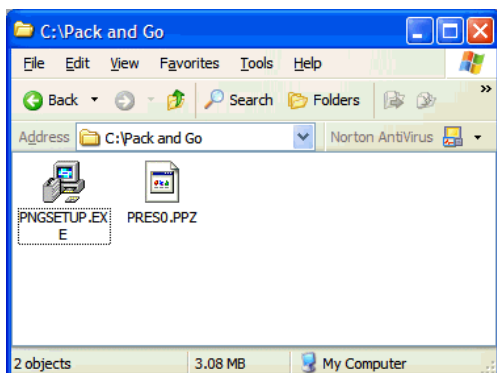 C:\Pack and Go
File Edit View Favorites Tools Help
Back Search Folders »
Address C:\Pack and Go Norton AntiVirus
PNGSETUP.EX PRES0.PPZ
E
2 objects 3.08 MB My Computer